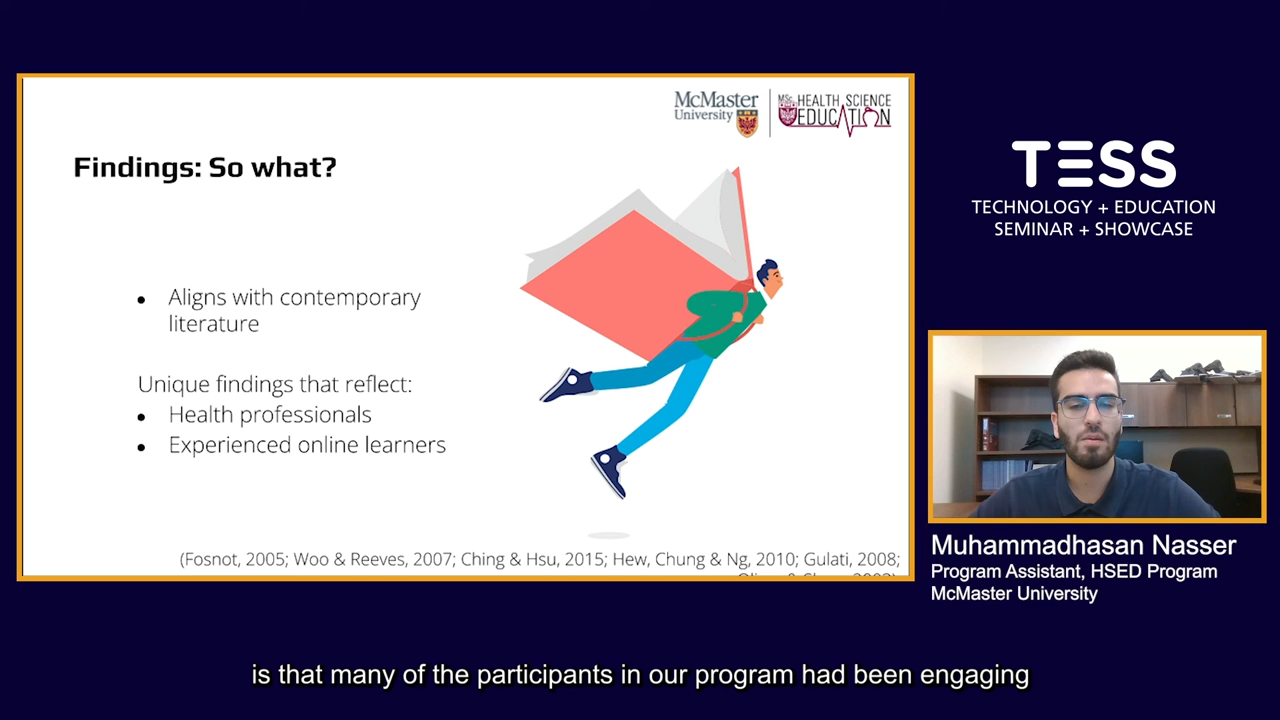 McMaster
University
MSc HEALTH SCIENCE
EDUCATION
Findings: So what?
● Aligns with contemporary
literature
Unique findings that reflect:
● Health professionals
● Experienced online learners
(Fosnot, 2005; Woo & Reeves, 2007; Ching & Hsu, 2015; Hew, Chung & Ng, 2010; Gulati, 2008;
TESS
TECHNOLOGY + EDUCATION
SEMINAR + SHOWCASE
Muhammadhasan Nasser
Program Assistant, HSED Program
McMaster University
is that many of the participants in our program had been engaging